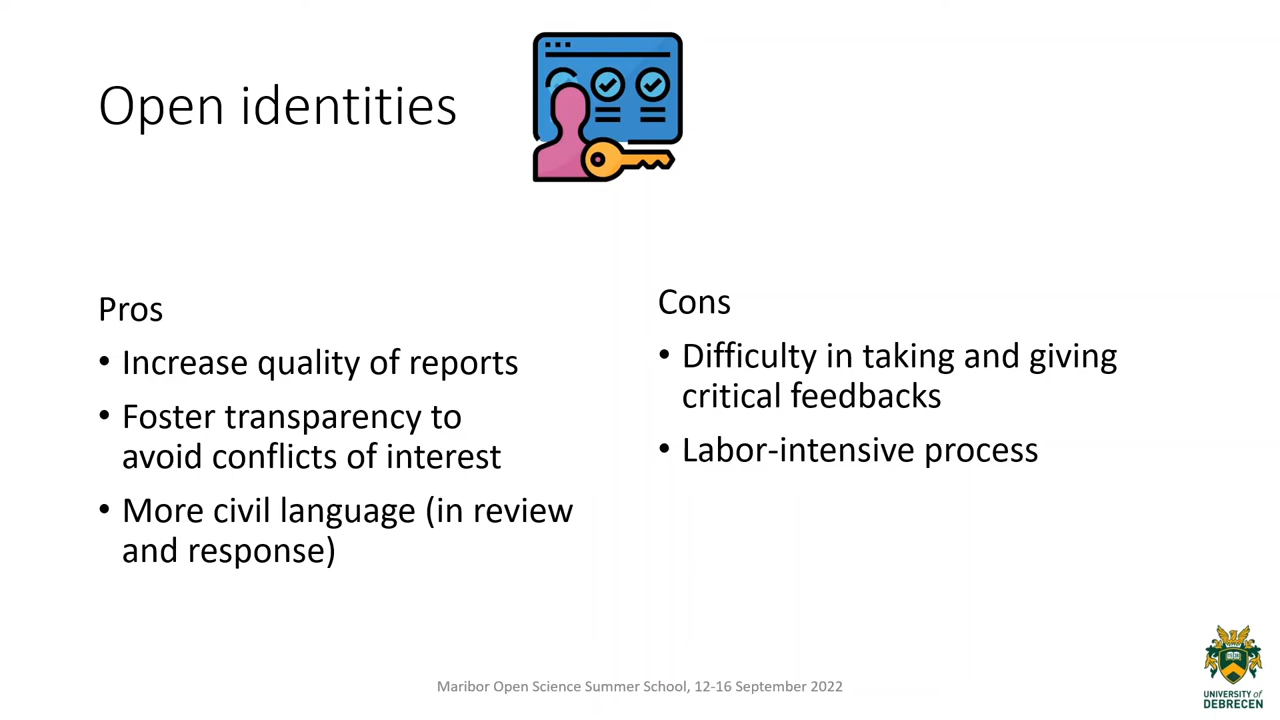 Open identities
Pros
• Increase quality of reports
• Foster transparency to
avoid conflicts of interest
• More civil language (in review
and response)
Cons
• Difficulty in taking and giving
critical feedbacks
• Labor-intensive process
Maribor Open Science Summer School, 12-16 September 2022
UNIVERSITY of
DEBRECEN